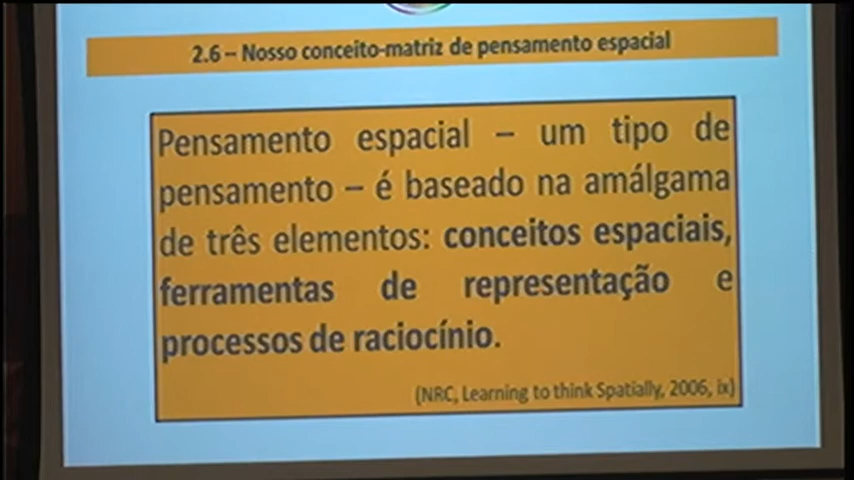 2.6 – Nosso conceito-matriz de pensamento espacial
Pensamento espacial – um tipo de
pensamento – é baseado na amálgama
de três elementos: conceitos espaciais,
ferramentas de representação e
processos de raciocínio.
(NRC, Learning to think Spatially, 2006, ix)